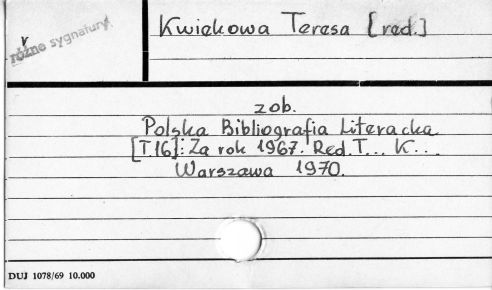 Kwiekowa Teresa [red.]
v
różne sygnatury
zob.
Polska Bibliografia Literacka
[T.16]: Za rok 1967. Red. T... K...
Warszawa 1970.
DUJ 1078/69 10.000